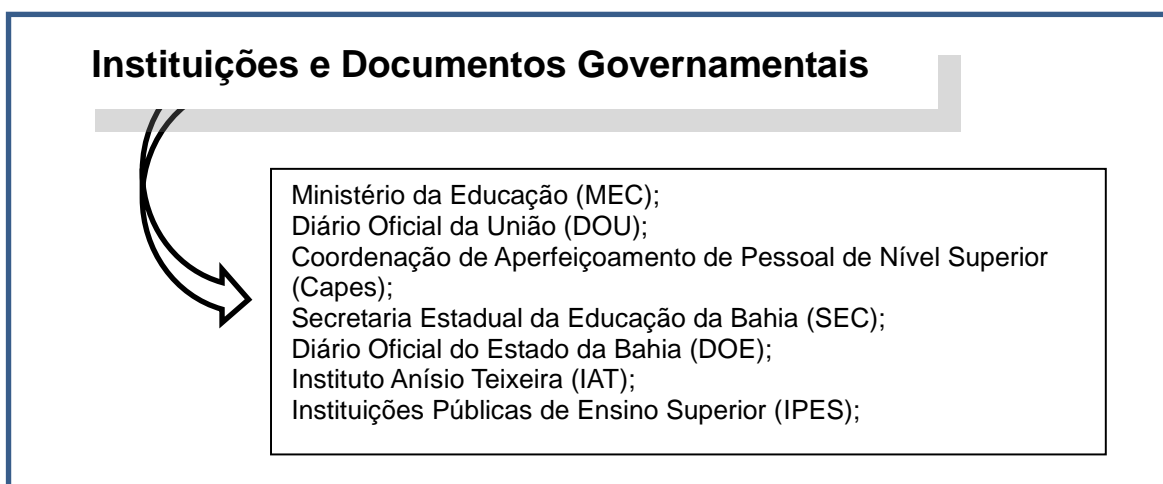 Instituições e Documentos Governamentais
Ministério da Educação (MEC);
Diário Oficial da União (DOU);
Coordenação de Aperfeiçoamento de Pessoal de Nível Superior
(Capes);
Secretaria Estadual da Educação da Bahia (SEC);
Diário Oficial do Estado da Bahia (DOE);
Instituto Anísio Teixeira (IAT);
Instituições Públicas de Ensino Superior (IPES);